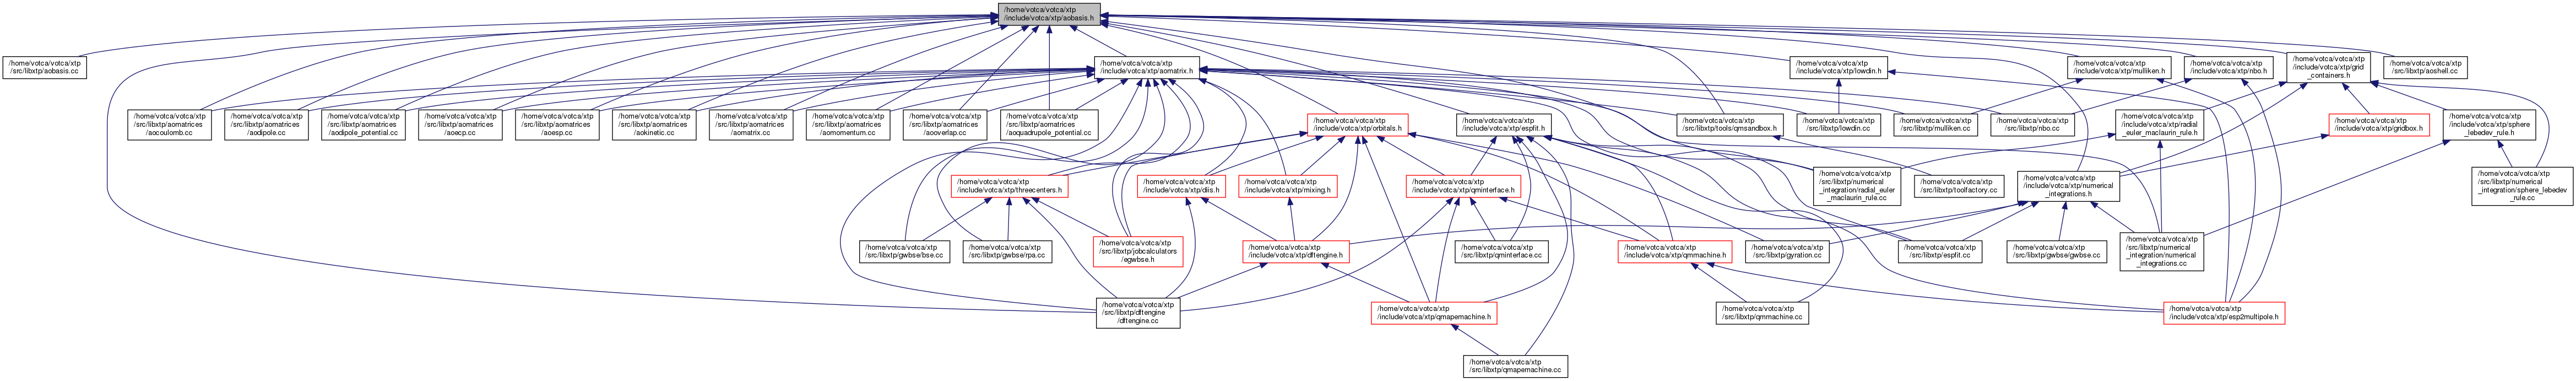 /home/votca/votca/xtp
/include/votca/xtp/aobasis.h
/home/votca/votca/xtp
/src/libxtp/aobasis.cc
/home/votca/votca/xtp
/include/votca/xtp/aomatrix.h
/home/votca/votca/xtp
/include/votca/xtp/lowdin.h
/home/votca/votca/xtp
/include/votca/xtp/mulliken.h
/home/votca/votca/xtp
/include/votca/xtp/nbo.h
/home/votca/votca/xtp
/include/votca/xtp/grid
_containers.h
/home/votca/votca/xtp
/src/libxtp/aoshell.cc
/home/votca/votca/xtp
/src/libxtp/aomatrices
/aocoulomb.cc
/home/votca/votca/xtp
/src/libxtp/aomatrices
/aodipole.cc
/home/votca/votca/xtp
/src/libxtp/aomatrices
/aodipole_potential.cc
/home/votca/votca/xtp
/src/libxtp/aomatrices
/aoecp.cc
/home/votca/votca/xtp
/src/libxtp/aomatrices
/aoesp.cc
/home/votca/votca/xtp
/src/libxtp/aomatrices
/aokinetic.cc
/home/votca/votca/xtp
/src/libxtp/aomatrices
/aomatrix.cc
/home/votca/votca/xtp
/src/libxtp/aomatrices
/aomomentum.cc
/home/votca/votca/xtp
/src/libxtp/aomatrices
/aooverlap.cc
/home/votca/votca/xtp
/src/libxtp/aomatrices
/aoquadrupole_potential.cc
/home/votca/votca/xtp
/include/votca/xtp/orbitals.h
/home/votca/votca/xtp
/include/votca/xtp/espfit.h
/home/votca/votca/xtp
/src/libxtp/tools/qmsandbox.h
/home/votca/votca/xtp
/src/libxtp/lowdin.cc
/home/votca/votca/xtp
/src/libxtp/mulliken.cc
/home/votca/votca/xtp
/src/libxtp/nbo.cc
/home/votca/votca/xtp
/include/votca/xtp/radial
_euler_maclaurin_rule.h
/home/votca/votca/xtp
/include/votca/xtp/gridbox.h
/home/votca/votca/xtp
/include/votca/xtp/sphere
_lebedev_rule.h
/home/votca/votca/xtp
/include/votca/xtp/threecenters.h
/home/votca/votca/xtp
/include/votca/xtp/diis.h
/home/votca/votca/xtp
/include/votca/xtp/mixing.h
/home/votca/votca/xtp
/include/votca/xtp/qminterface.h
/home/votca/votca/xtp
/src/libxtp/numerical
_integration/radial_euler
_maclaurin_rule.cc
/home/votca/votca/xtp
/src/libxtp/toolfactory.cc
/home/votca/votca/xtp
/include/votca/xtp/numerical
_integrations.h
/home/votca/votca/xtp
/src/libxtp/numerical
_integration/sphere_lebedev
_rule.cc
/home/votca/votca/xtp
/src/libxtp/gwbse/bse.cc
/home/votca/votca/xtp
/src/libxtp/gwbse/rpa.cc
/home/votca/votca/xtp
/src/libxtp/jobcalculators
/egwbse.h
/home/votca/votca/xtp
/include/votca/xtp/dftengine.h
/home/votca/votca/xtp
/src/libxtp/qminterface.cc
/home/votca/votca/xtp
/include/votca/xtp/qmmachine.h
/home/votca/votca/xtp
/src/libxtp/gyration.cc
/home/votca/votca/xtp
/src/libxtp/espfit.cc
/home/votca/votca/xtp
/src/libxtp/gwbse/gwbse.cc
/home/votca/votca/xtp
/src/libxtp/numerical
_integration/numerical
_integrations.cc
/home/votca/votca/xtp
/src/libxtp/dftengine
/dftengine.cc
/home/votca/votca/xtp
/include/votca/xtp/qmapemachine.h
/home/votca/votca/xtp
/src/libxtp/qmmachine.cc
/home/votca/votca/xtp
/include/votca/xtp/esp2multipole.h
/home/votca/votca/xtp
/src/libxtp/qmapemachine.cc